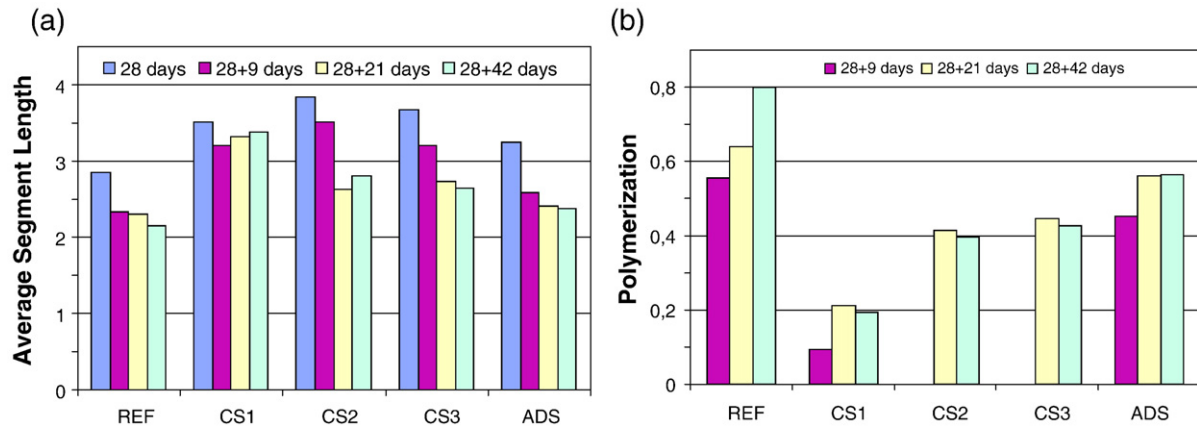 (a)
28 days 28+9 days 28+21 days 28+42 days
Average Segment Length
4
3
2
1
0
REF CS1 CS2 CS3 ADS
(b)
28+9 days 28+21 days 28+42 days
Polymerization
0,8
0,6
0,4
0,2
0
REF CS1 CS2 CS3 ADS